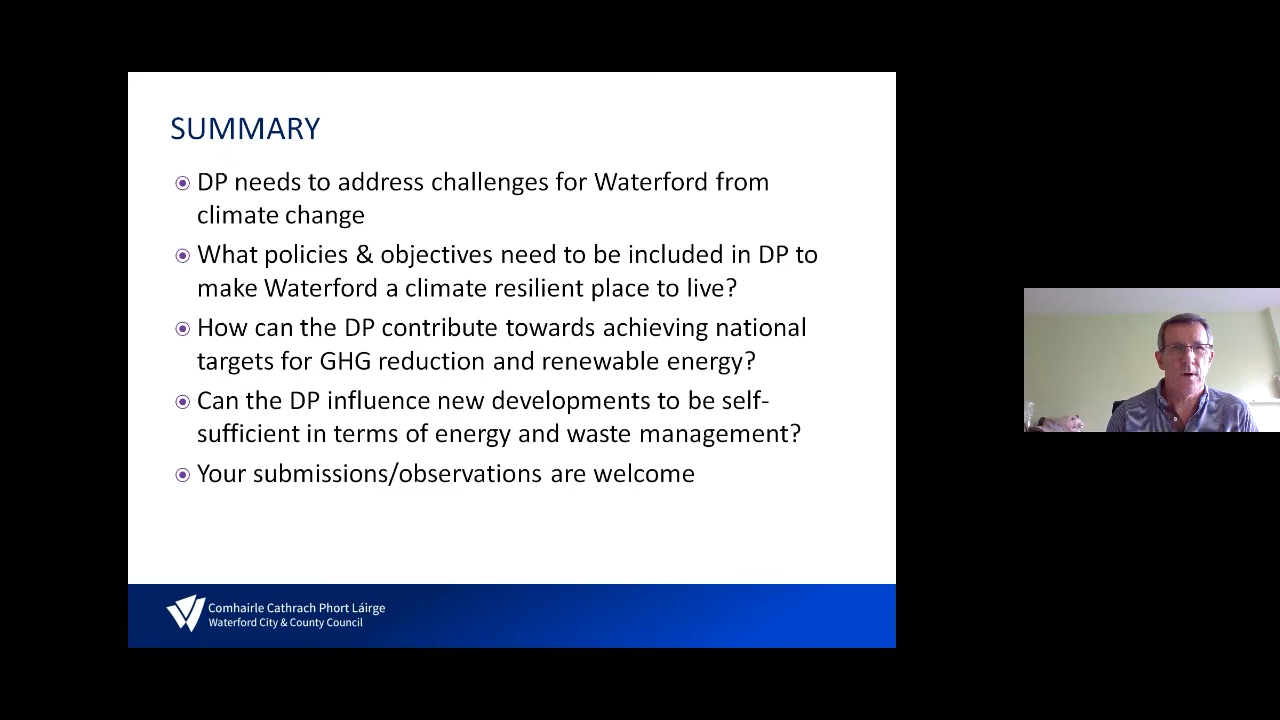 SUMMARY
DP needs to address challenges for Waterford from
climate change
What policies & objectives need to be included in DP to
make Waterford a climate resilient place to live?
How can the DP contribute towards achieving national
targets for GHG reduction and renewable energy?
Can the DP influence new developments to be self-
sufficient in terms of energy and waste management?
Your submissions/observations are welcome
Comhairle Cathrach Phort Láirge
Waterford City & County Council